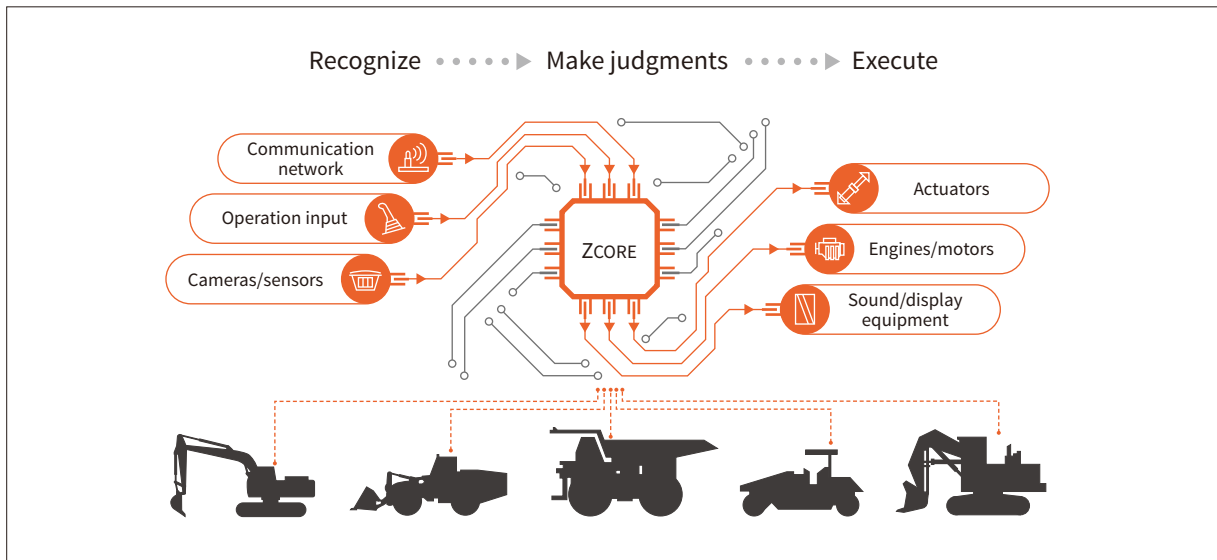 Recognize Make judgments Execute
Communication
network
Operation input
Cameras/sensors
ZCORE
Actuators
Engines/motors
Sound/display
equipment